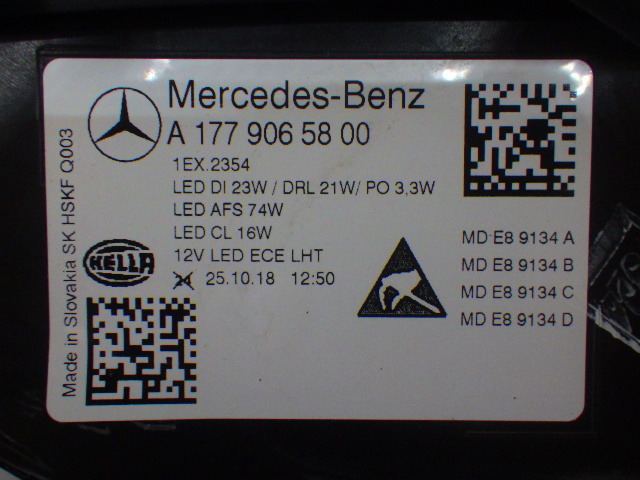 Mercedes-Benz
A 177 906 58 00
1EX.2354
LED DI 23W / DRL 21W/ PO 3,3W
LED AFS 74W
LED CL 16W
12V LED ECE LHT
24 25.10.18 12:50
HELLA
Made in Slovakia SK HSKF Q003
MD E8 9134 A
MD E8 9134 B
MD E8 9134 C
MD E8 9134 D